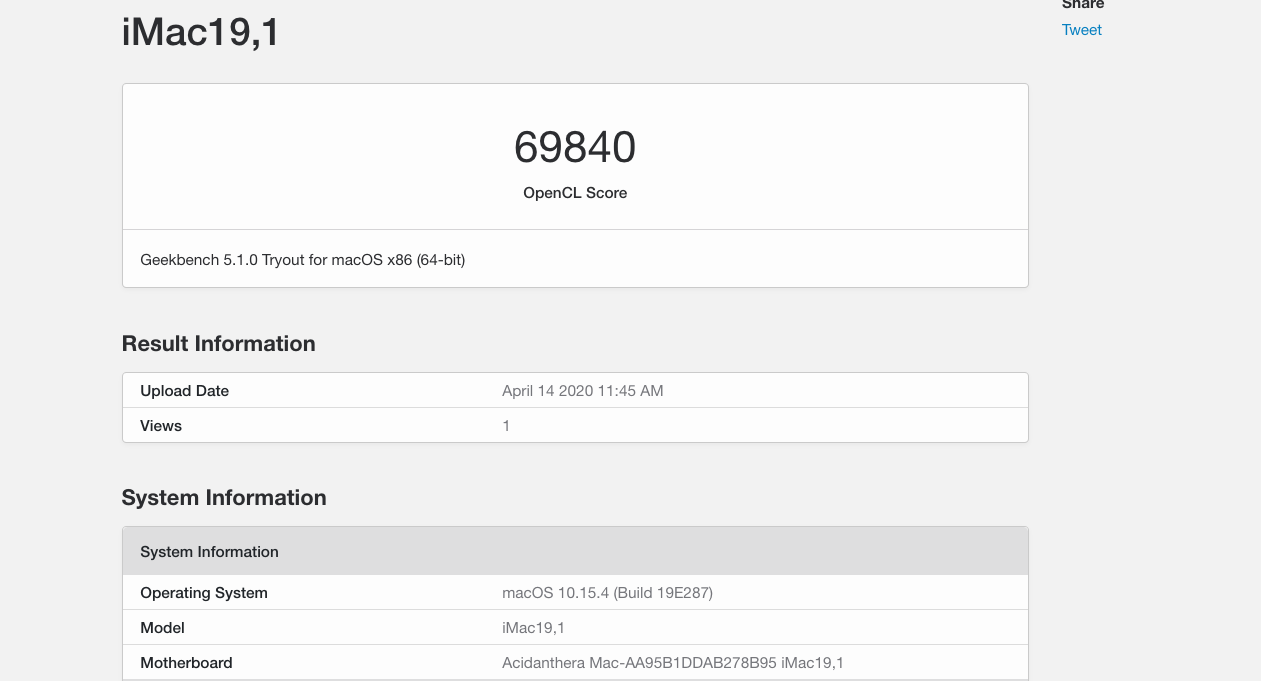 Share
iMac19,1
Tweet
69840
OpenCL Score
Geekbench 5.1.0 Tryout for macOS x86 (64-bit)
Result Information
Upload Date April 14 2020 11:45 AM
Views 1
System Information
System Information
Operating System macOS 10.15.4 (Build 19E287)
Model iMac19,1
Motherboard Acidanthera Mac-AA95B1DDAB278B95 iMac19,1